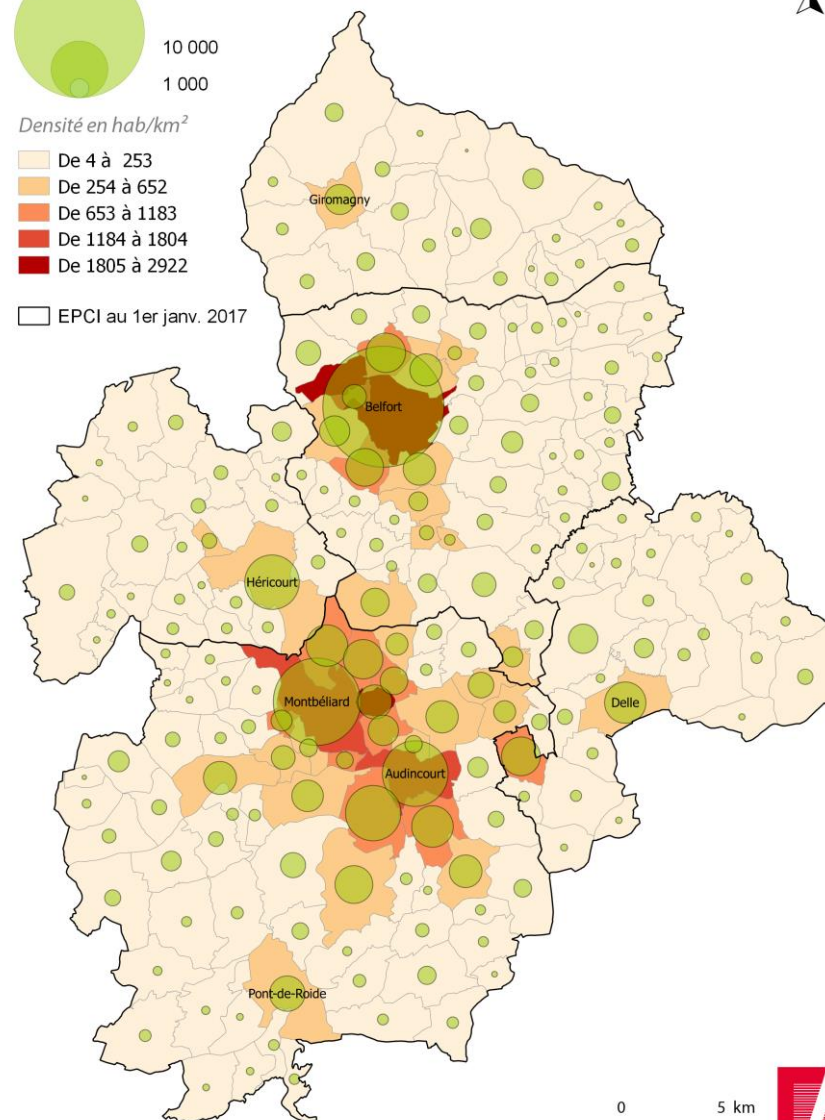 10 000
1 000
Densité en hab/km²
De 4 à 253
De 254 à 652
De 653 à 1183
De 1184 à 1804
De 1805 à 2922
EPCI au 1er janv. 2017
Giromagny
Belfort
Héricourt
Montbéliard
Delle
Audincourt
Pont-de-Roide
0 5 km